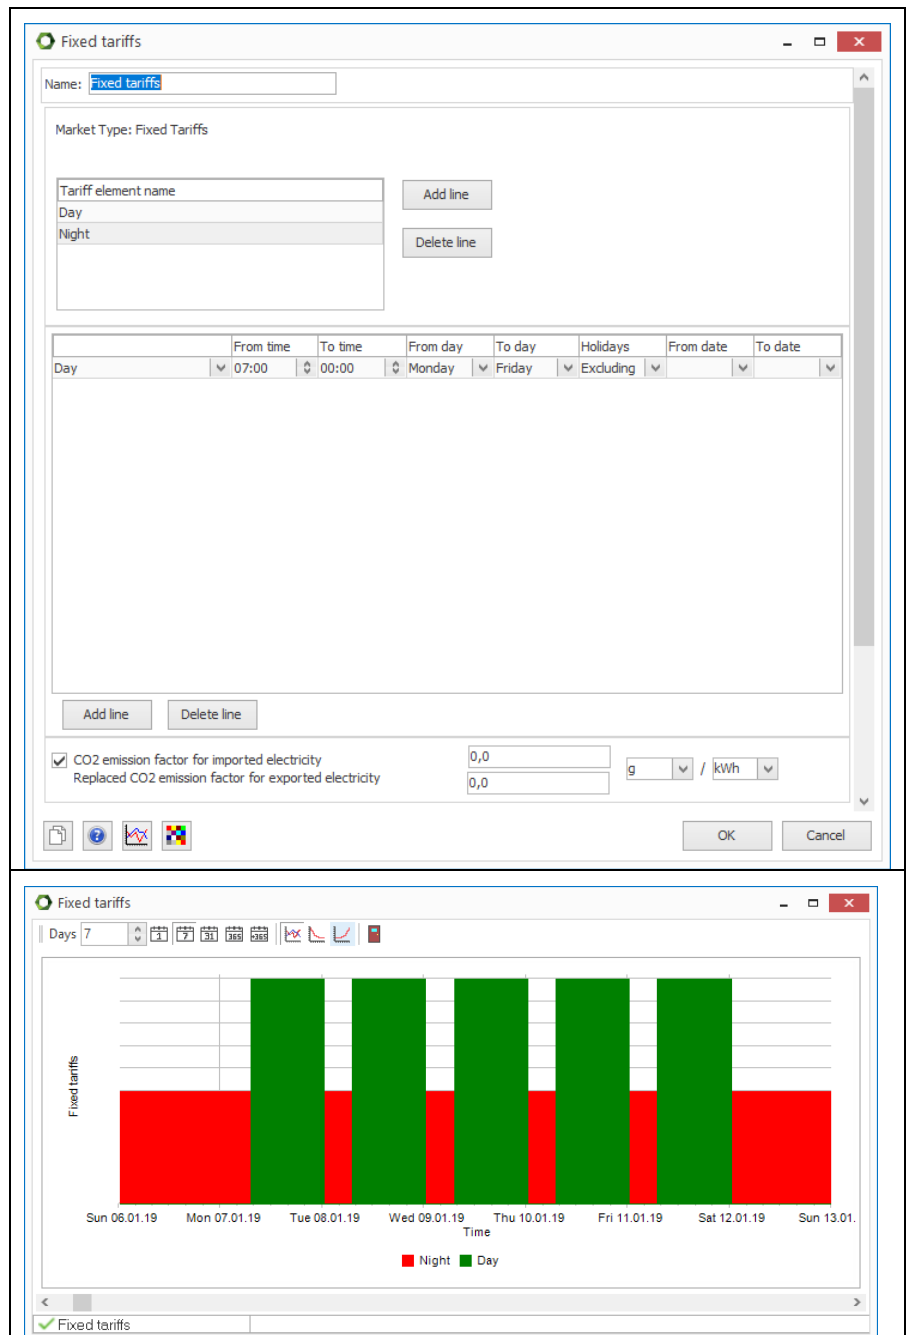 Fixed tariffs
Name: Fixed tariffs
Market Type: Fixed Tariffs
Tariff element name
Day
Night
Add line
Delete line
From time To time From day To day Holidays From date To date
Day 07:00 00:00 Monday Friday Excluding
Add line Delete line
CO2 emission factor for imported electricity 0,0
Replaced CO2 emission factor for exported electricity 0,0
g / kWh
OK Cancel
Fixed tariffs
Days 7 1 7 31 365 +365
Fixed tariffs
Sun 06.01.19 Mon 07.01.19 Tue 08.01.19 Wed 09.01.19 Thu 10.01.19 Fri 11.01.19 Sat 12.01.19 Sun 13.01.
Time
Night Day
Fixed tariffs